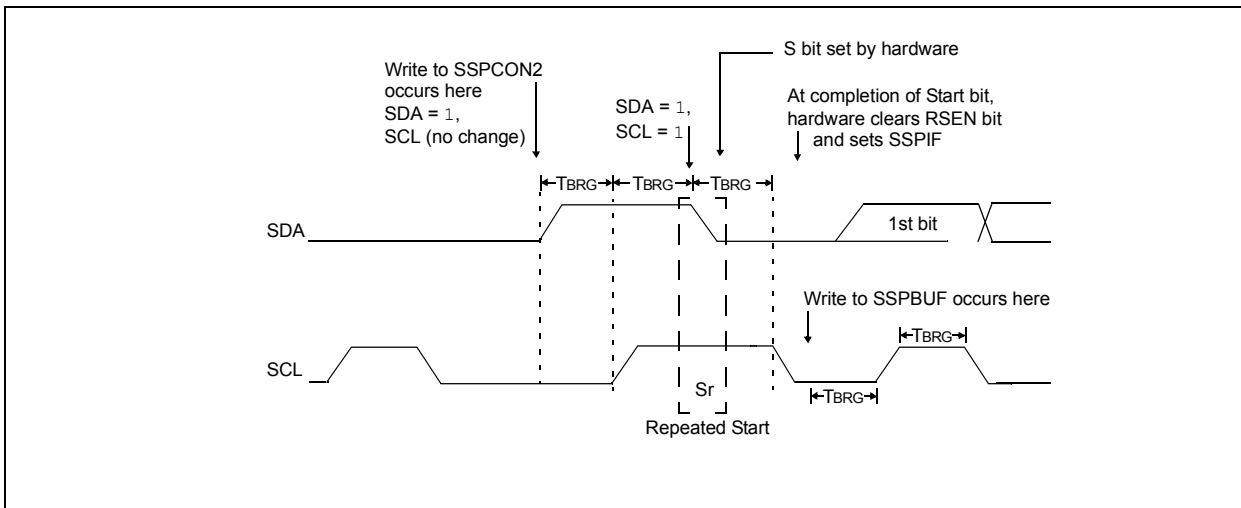 S bit set by hardware
Write to SSPCON2
occurs here
SDA = 1,
SCL (no change)
SDA = 1,
SCL = 1
At completion of Start bit,
hardware clears RSEN bit
and sets SSPIF
TBRG TBRG TBRG
SDA
1st bit
Write to SSPBUF occurs here
TBRG
SCL
Sr
TBRG
Repeated Start